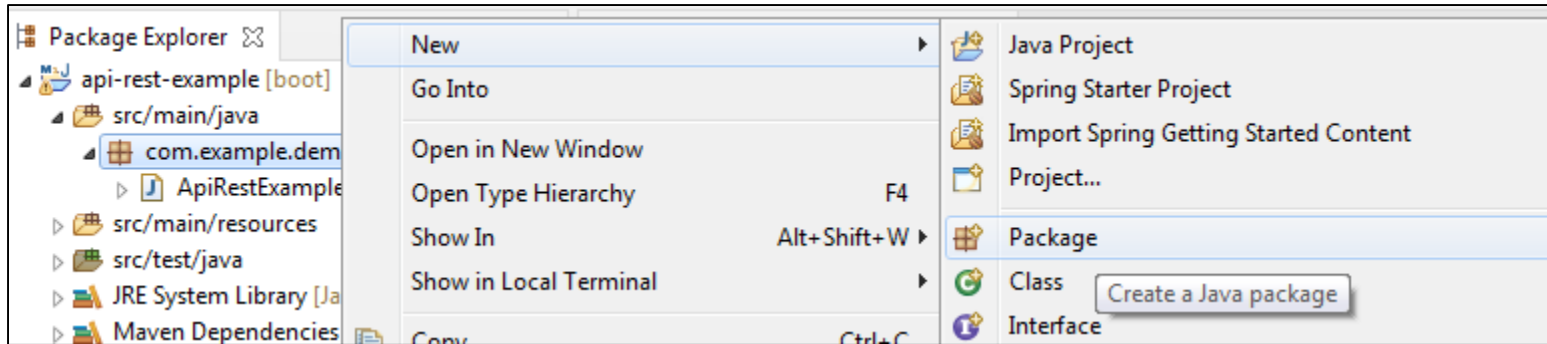 Package Explorer
api-rest-example [boot]
src/main/java
com.example.dem
ApiRestExample
src/main/resources
src/test/java
JRE System Library [Ja
Maven Dependencies
New
Go Into
Open in New Window
Open Type Hierarchy F4
Show In Alt+Shift+W
Show in Local Terminal
Copy Ctrl+C
Java Project
Spring Starter Project
Import Spring Getting Started Content
Project...
Package
Class
Create a Java package
Interface